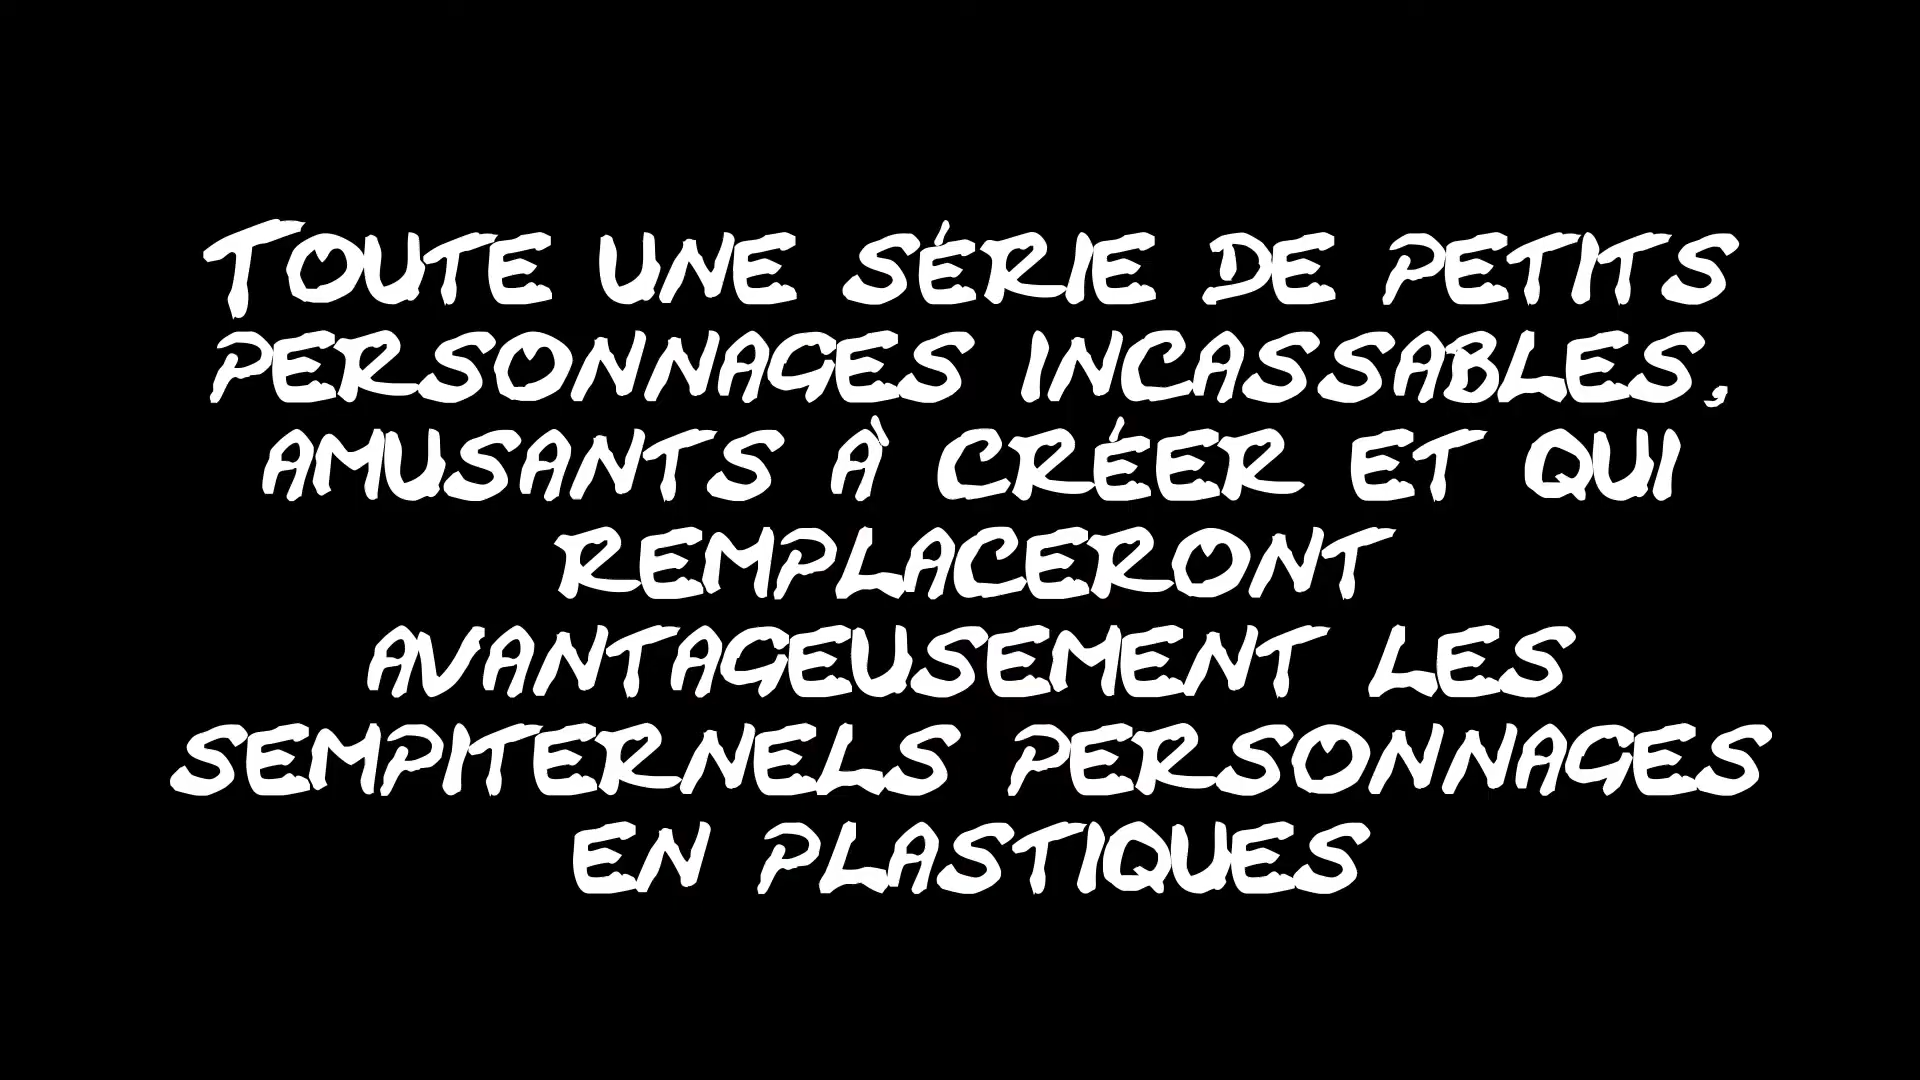 Toute une série de petits
personnages incassables,
amusants à créer et qui
remplaceront
avantageusement les
sempiternels personnages
en plastiques